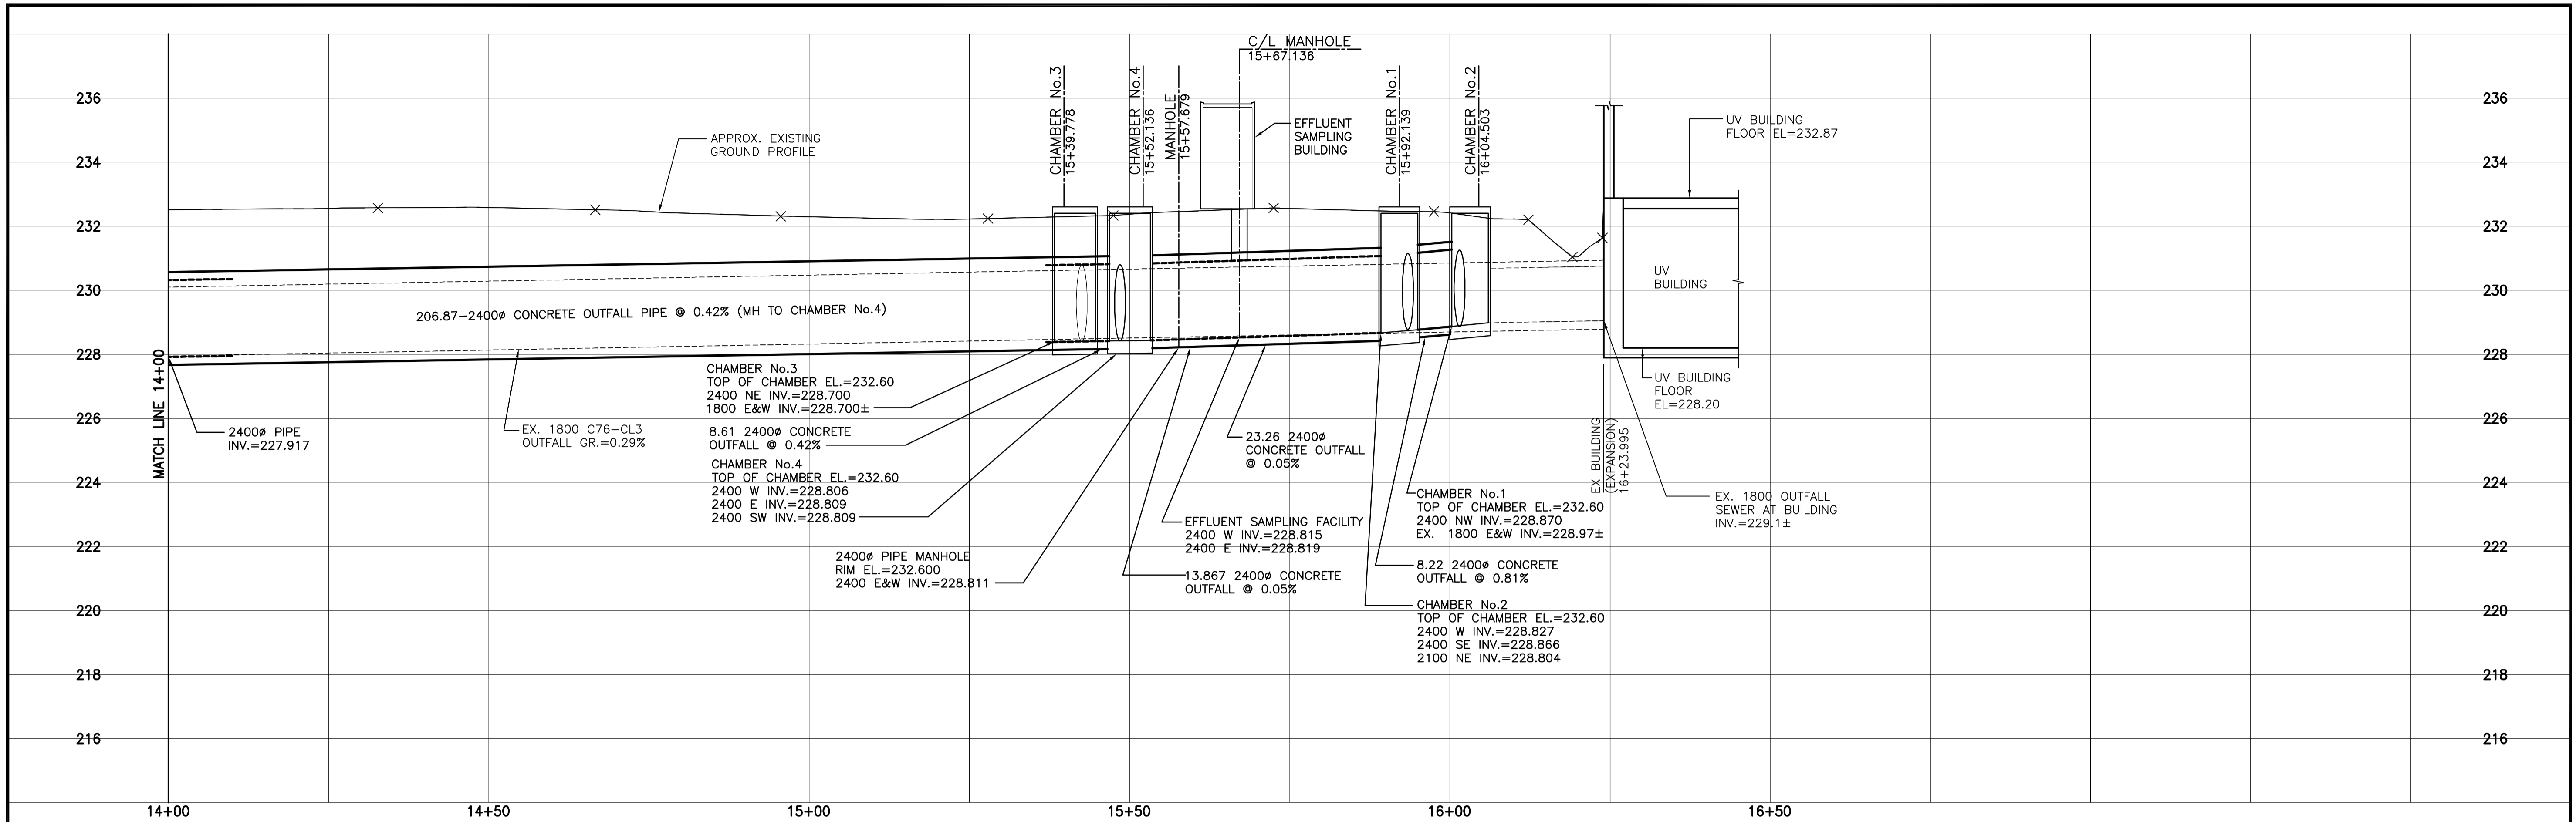 C/L MANHOLE
15+67.136
CHAMBER No.3
15+39.778
CHAMBER No.4
15+52.136
MANHOLE
15+57.679
CHAMBER No.1
15+92.139
CHAMBER No.2
16+04.503
236
236
APPROX. EXISTING
GROUND PROFILE
EFFLUENT
SAMPLING
BUILDING
UV BUILDING
FLOOR EL=232.87
234
234
232
232
UV
BUILDING
230
230
206.87-2400ø CONCRETE OUTFALL PIPE @ 0.42% (MH TO CHAMBER No.4)
228
228
MATCH LINE 14+00
CHAMBER No.3
TOP OF CHAMBER EL.=232.60
2400 NE INV.=228.700
1800 E&W INV.=228.700±
UV BUILDING
FLOOR
EL=228.20
226
226
2400ø PIPE
INV.=227.917
EX. 1800 C76-CL3
OUTFALL GR.=0.29%
8.61 2400ø CONCRETE
OUTFALL @ 0.42%
23.26 2400ø
CONCRETE OUTFALL
@ 0.05%
EX BUILDING
(EXPANSION)
16+23.995
224
224
CHAMBER No.4
TOP OF CHAMBER EL.=232.60
2400 W INV.=228.806
2400 E INV.=228.809
2400 SW INV.=228.809
CHAMBER No.1
TOP OF CHAMBER EL.=232.60
2400 NW INV.=228.870
EX. 1800 E&W INV.=228.97±
EX. 1800 OUTFALL
SEWER AT BUILDING
INV.=229.1±
EFFLUENT SAMPLING FACILITY
2400 W INV.=228.815
2400 E INV.=228.819
222
222
2400ø PIPE MANHOLE
RIM EL.=232.600
2400 E&W INV.=228.811
13.867 2400ø CONCRETE
OUTFALL @ 0.05%
8.22 2400ø CONCRETE
OUTFALL @ 0.81%
220
220
CHAMBER No.2
TOP OF CHAMBER EL.=232.60
2400 W INV.=228.827
2400 SE INV.=228.866
2100 NE INV.=228.804
218
218
216
216
14+00
14+50
15+00
15+50
16+00
16+50